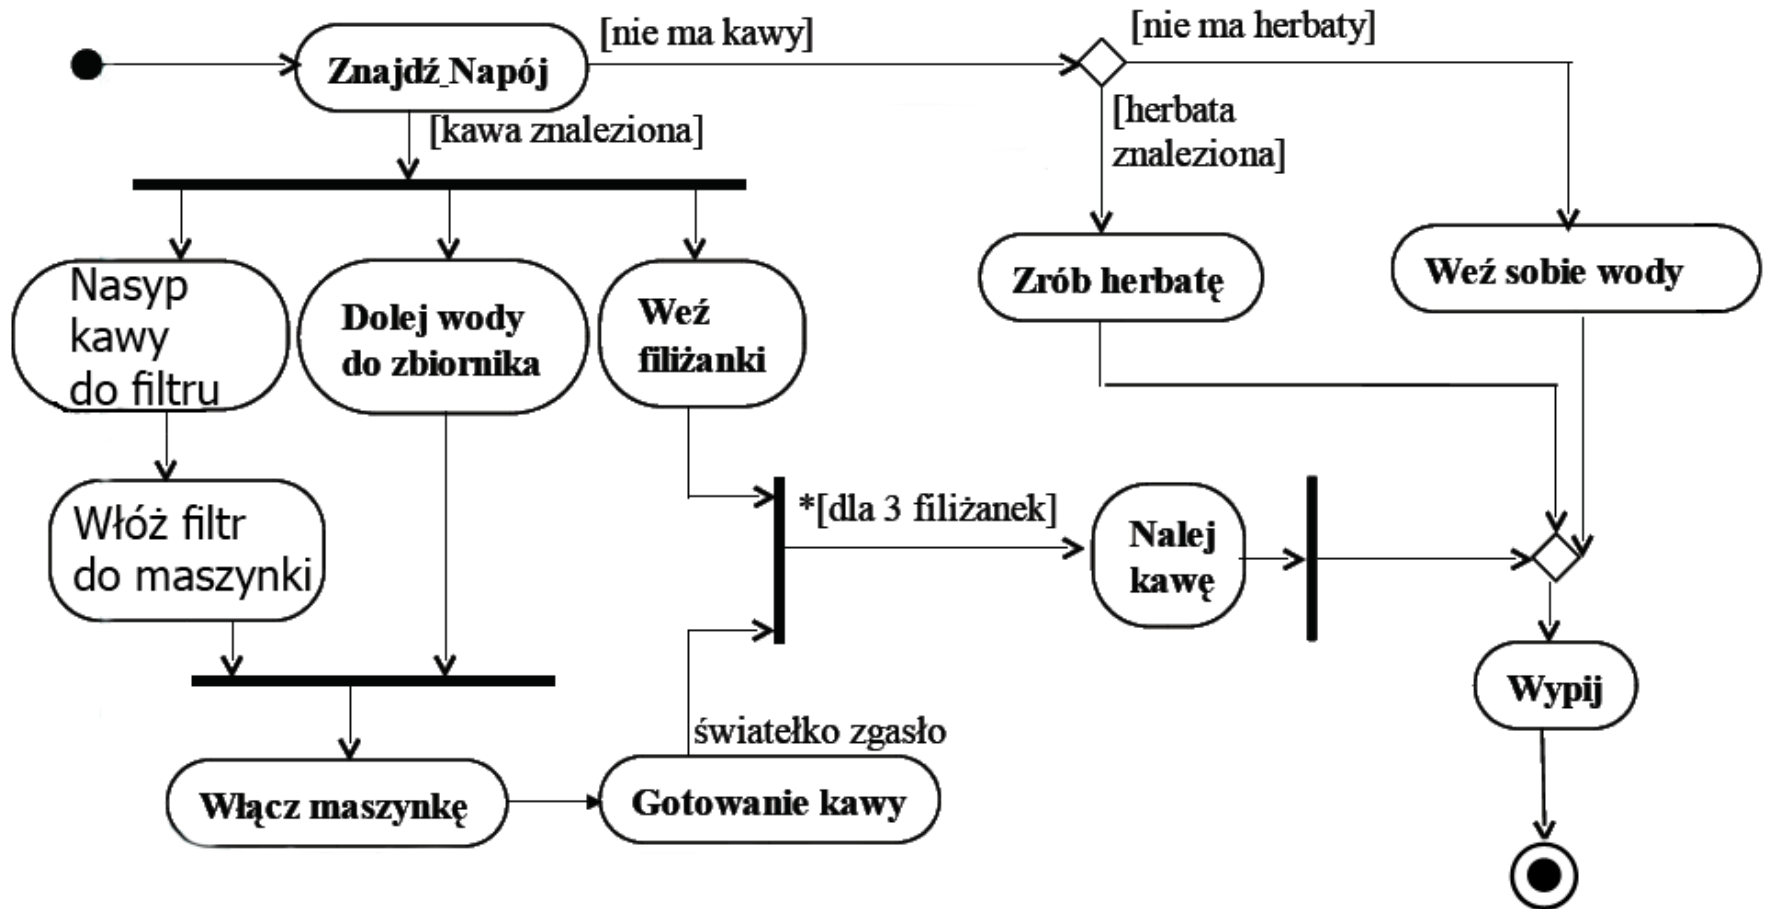 [nie ma kawy]
[nie ma herbaty]
Znajdź_Napój
[kawa znaleziona]
[herbata
znaleziona]
Nasyp
kawy
do filtru
Dolej wody
do zbiornika
Weź
filiżanki
Zrób herbatę
Weź sobie wody
Włóż filtr
do maszynki
*[dla 3 filiżanek]
Nalej
kawę
Wypij
światełko zgasło
Włącz maszynkę
Gotowanie kawy